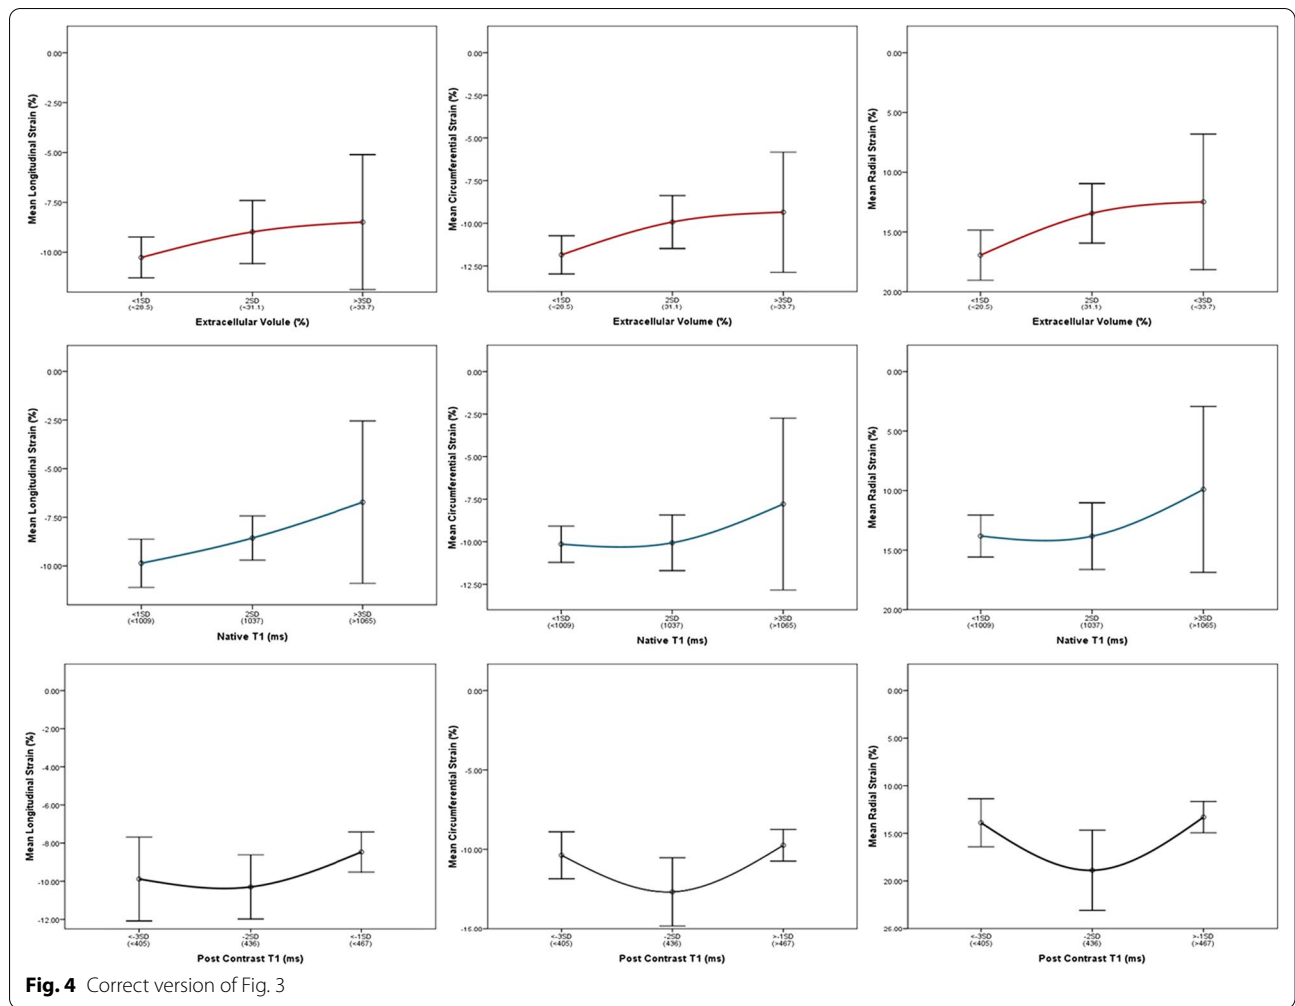 Mean Longitudinal Strain (%)
0.00
-2.50
-5.00
-7.50
-10.00
<1SD 2SD >3SD
(<28.5) (>33.7)
Extracellular Volule (%)
Mean Circumferential Strain (%)
0.00
-2.50
-5.00
-7.50
-10.00
-12.50
<1SD 2SD >3SD
(<28.5) (31.1) (>33.7)
Extracellular Volume (%)
Mean Radial Strain (%)
0.00
5.00
10.00
15.00
20.00
<1SD 2SD <3SD
(<28.5) (31.1)
Extracellular Volume (%)
Mean Longitudinal Strain (%)
0.00
-2.50
-5.00
-7.50
-10.00
<1SD 2SD >3SD
(<1009) (1037) (>1065)
Native T1 (ms)
Mean Circumferential Strain (%)
0.00
-2.50
-5.00
-7.50
-10.00
-12.50
<1SD 2SD >3SD
(<1009) (1037) (>1065)
Native T1 (ms)
Mean Radial Strain (%)
0.00
5.00
10.00
15.00
20.00
<1SD 2SD >3SD
(<1009) (1037) (>1065)
Native T1 (ms)
Mean Longitudinal Strain (%)
0.00
-2.00
-4.00
-6.00
-8.00
-10.00
-12.00
<-3SD -2SD <-1SD
(<405) (436) (<467)
Post Contrast T1 (ms)
Mean Circumferential Strain (%)
0.00
-5.00
-10.00
-15.00
<-3SD -2SD >-1SD
(<405) (436) (>467)
Post Contrast T1 (ms)
Mean Radial Strain (%)
0.00
5.00
10.00
15.00
20.00
<-3SD -2SD >-1SD
(<405) (436) (>467)
Post Contrast T1 (ms)
Fig. 4 Correct version of Fig. 3